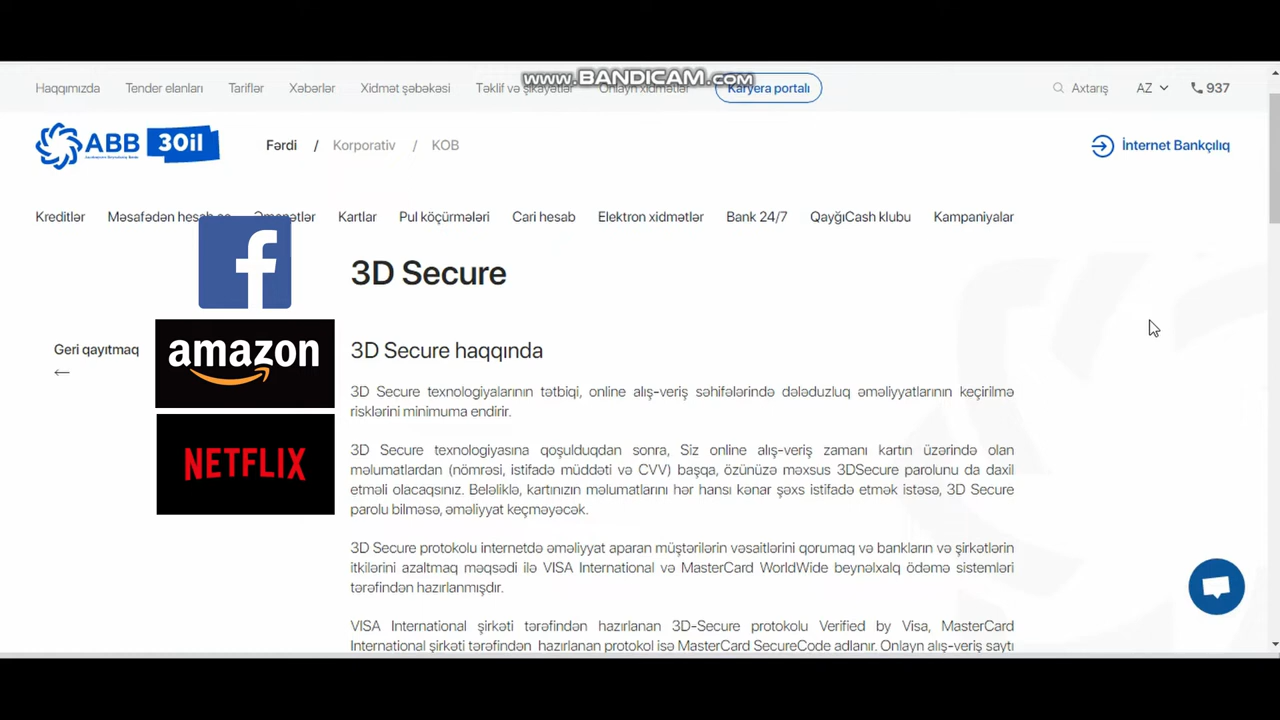 www.BANDICAM.com
Haqqımızda Tender elanları Tariflər Xəbərlər Xidmət şəbəkəsi Təklif və şikayətlər Onlayn xidmətlər Karyera portalı Axtarış AZ 937
ABB 30il
Fərdi / Korporativ / KOB
İnternet Bankçılıq
Kreditlər Məsafədən hesab Əmanətlər Kartlar Pul köçürmələri Cari hesab Elektron xidmətlər Bank 24/7 QayğıCash klubu Kampaniyalar
f
3D Secure
Geri qayıtmaq
amazon
NETFLIX
3D Secure haqqında
3D Secure texnologiyalarının tətbiqi, online alış-veriş səhifələrində dələduzluq əməliyyatlarının keçirilmə
risklərini minimuma endirir.
3D Secure texnologiyasına qoşulduqdan sonra, Siz online alış-veriş zamanı kartın üzərində olan
məlumatlardan (nömrəsi, istifadə müddəti və CVV) başqa, özünüzə məxsus 3DSecure parolunu da daxil
etməli olacaqsınız. Beləliklə, kartınızın məlumatlarını hər hansı kənar şəxs istifadə etmək istəsə, 3D Secure
parolu bilməsə, əməliyyat keçməyəcək.
3D Secure protokolu internetdə əməliyyat aparan müştərilərin vəsaitlərini qorumaq və bankların və şirkətlərin
itkilərini azaltmaq məqsədi ilə VISA International və MasterCard WorldWide beynəlxalq ödəmə sistemləri
tərəfindən hazırlanmışdır.
VISA International şirkəti tərəfindən hazırlanan 3D-Secure protokolu Verified by Visa, MasterCard
International şirkəti tərəfindən hazırlanan protokol isə MasterCard SecureCode adlanır. Onlayn alış-veriş saytı